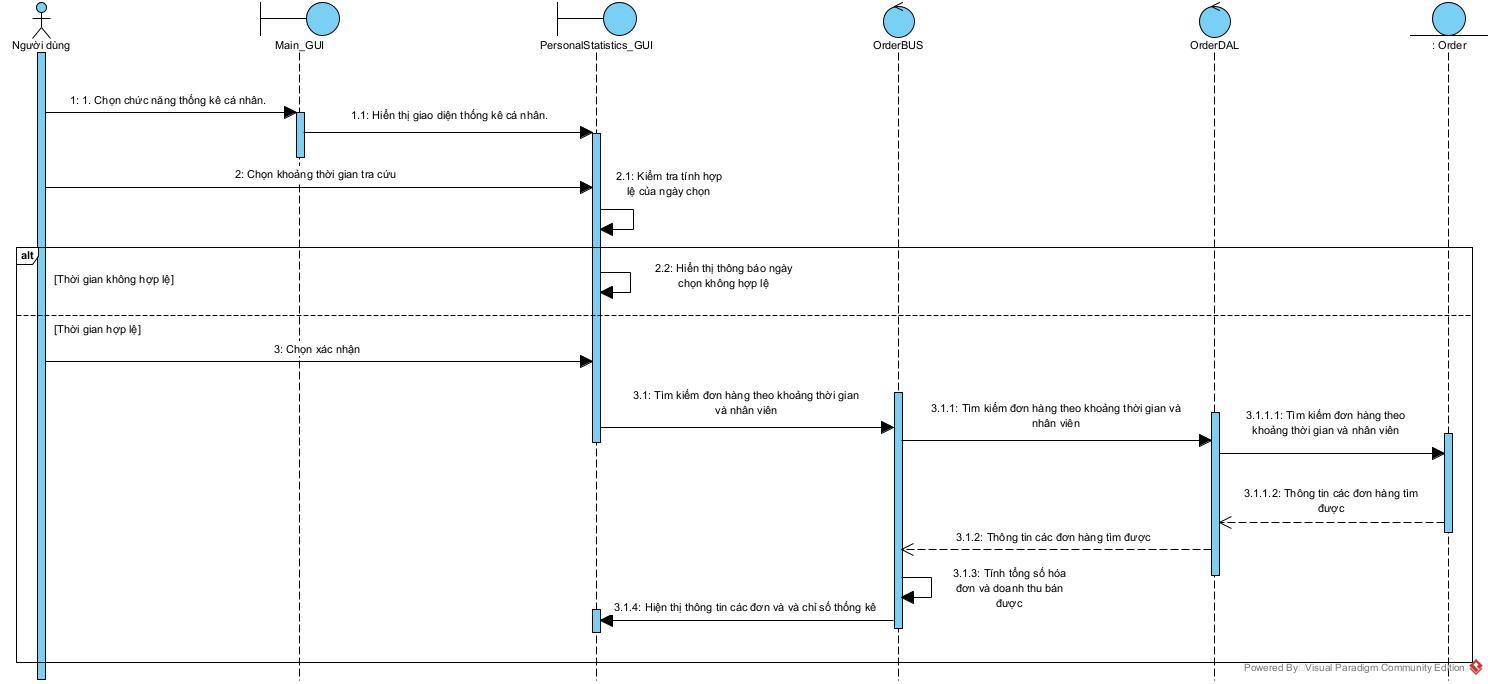 Người dùng
Main_GUI
PersonalStatistics_GUI
OrderBUS
OrderDAL
: Order
1: 1. Chọn chức năng thống kê cá nhân.
1.1: Hiển thị giao diện thống kê cá nhân.
2: Chọn khoảng thời gian tra cứu
2.1: Kiểm tra tính hợp
lệ của ngày chọn
alt
[Thời gian không hợp lệ]
2.2: Hiển thị thông báo ngày
chọn không hợp lệ
[Thời gian hợp lệ]
3: Chọn xác nhận
3.1: Tìm kiếm đơn hàng theo khoảng thời gian
và nhân viên
3.1.1: Tìm kiếm đơn hàng theo khoảng thời gian và
nhân viên
3.1.1.1: Tìm kiếm đơn hàng theo
khoảng thời gian và nhân viên
3.1.1.2: Thông tin các đơn hàng tìm
được
3.1.2: Thông tin các đơn hàng tìm được
3.1.3: Tính tổng số hóa
đơn và doanh thu bán
được
3.1.4: Hiện thị thông tin các đơn và và chỉ số thống kê
Powered By: Visual Paradigm Community Edition